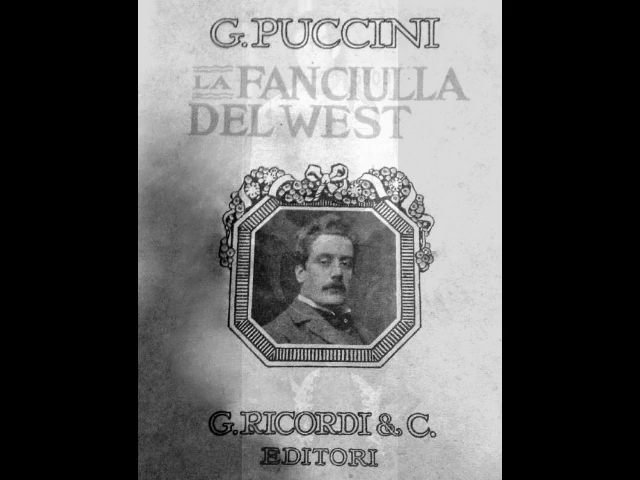 G. PUCCINI
LA FANCIULLA
DEL WEST
G. RICORDI & C.
EDITORI